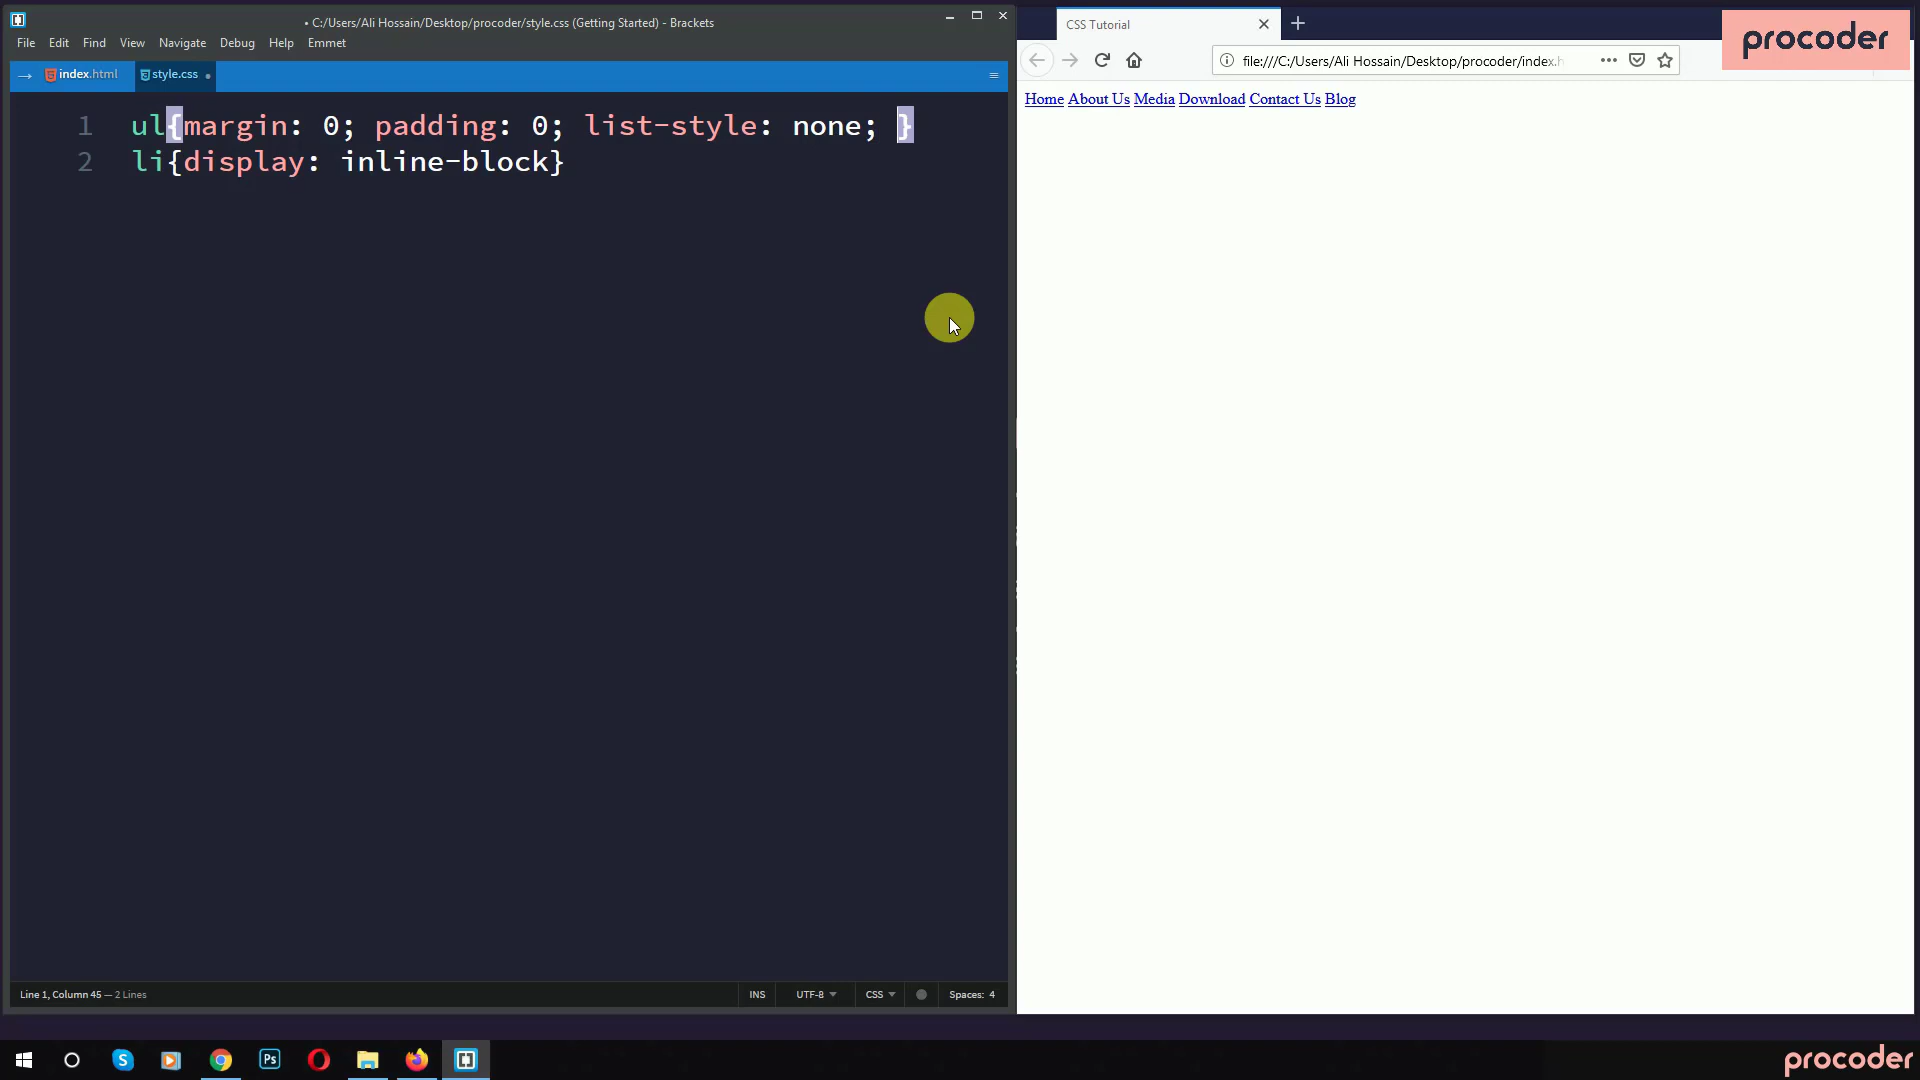 • C:/Users/Ali Hossain/Desktop/procoder/style.css (Getting Started) - Brackets
File Edit Find View Navigate Debug Help Emmet
index.html style.css •
1 ul{margin: 0; padding: 0; list-style: none; }
2 li{display: inline-block}
Line 1, Column 45 — 2 Lines
INS UTF-8 CSS Spaces: 4
CSS Tutorial
file:///C:/Users/Ali Hossain/Desktop/procoder/index.h
procoder
Home About Us Media Download Contact Us Blog
S Ps
procoder